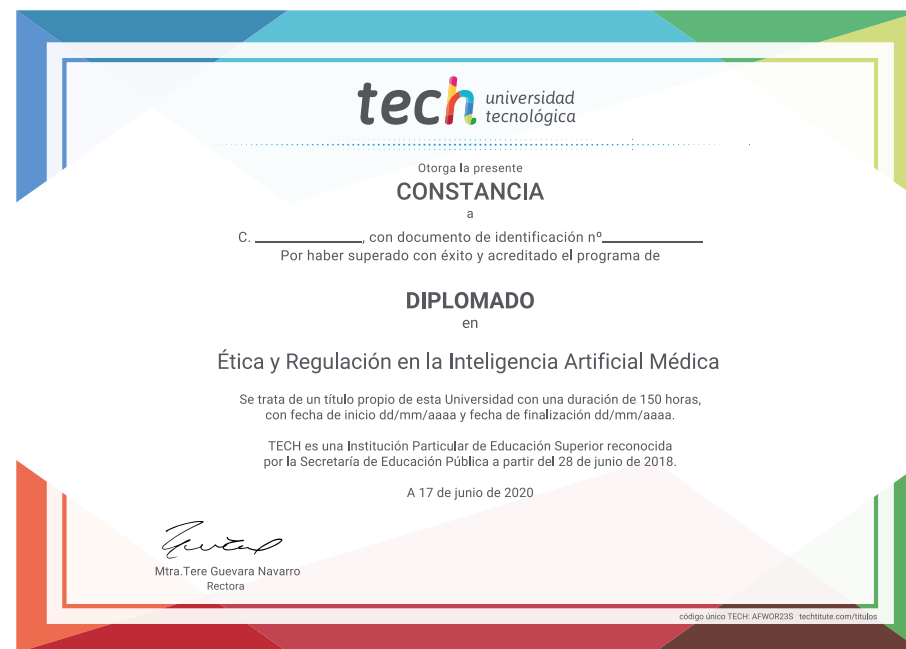 tech universidad
tecnológica
Otorga la presente
CONSTANCIA
a
C. ____________, con documento de identificación nº____________
Por haber superado con éxito y acreditado el programa de
DIPLOMADO
en
Ética y Regulación en la Inteligencia Artificial Médica
Se trata de un título propio de esta Universidad con una duración de 150 horas,
con fecha de inicio dd/mm/aaaa y fecha de finalización dd/mm/aaaa.
TECH es una Institución Particular de Educación Superior reconocida
por la Secretaría de Educación Pública a partir del 28 de junio de 2018.
A 17 de junio de 2020
Mtra.Tere Guevara Navarro
Rectora
código único TECH: AFWOR23S techtitute.com/titulos